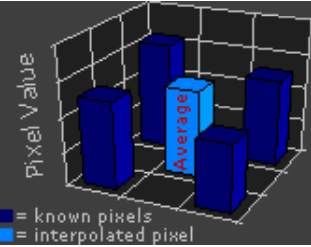 Pixel Value
Average
= known pixels
= interpolated pixel